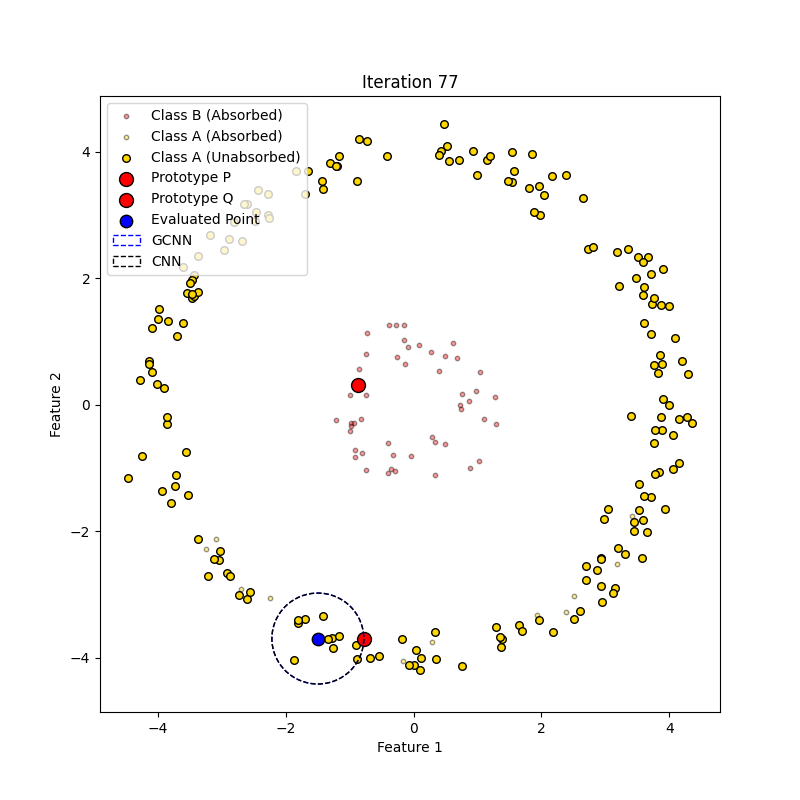 Iteration 77
Class B (Absorbed)
Class A (Absorbed)
Class A (Unabsorbed)
Prototype P
Prototype Q
Evaluated Point
GCNN
CNN
4
2
0
−2
−4
Feature 2
−4 −2 0 2 4
Feature 1